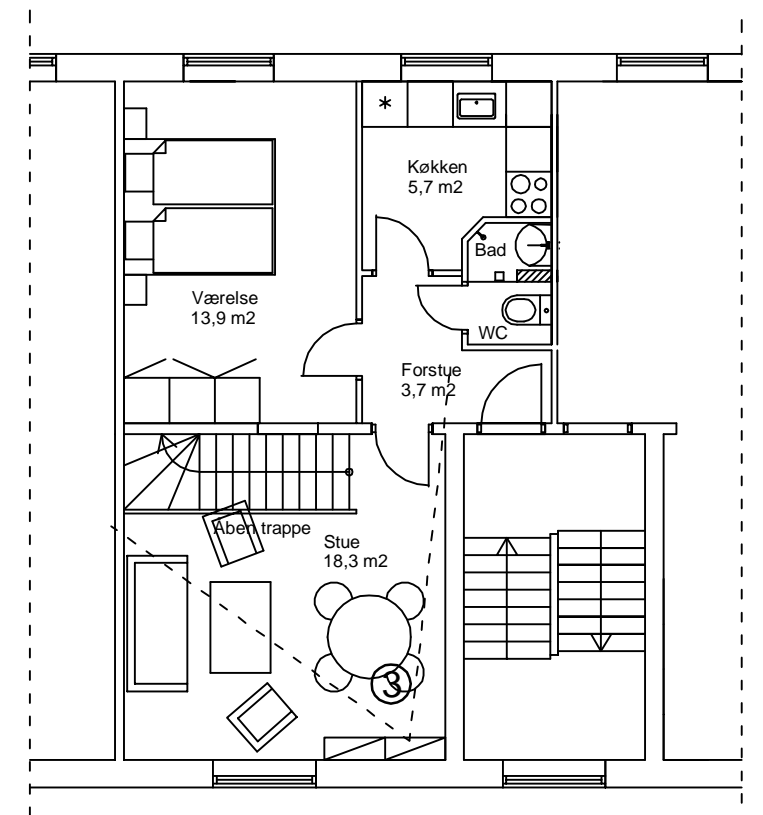 Køkken
5,7 m2
Bad
Værelse
13,9 m2
WC
Forstue
3,7 m2
Åben trappe
Stue
18,3 m2
3